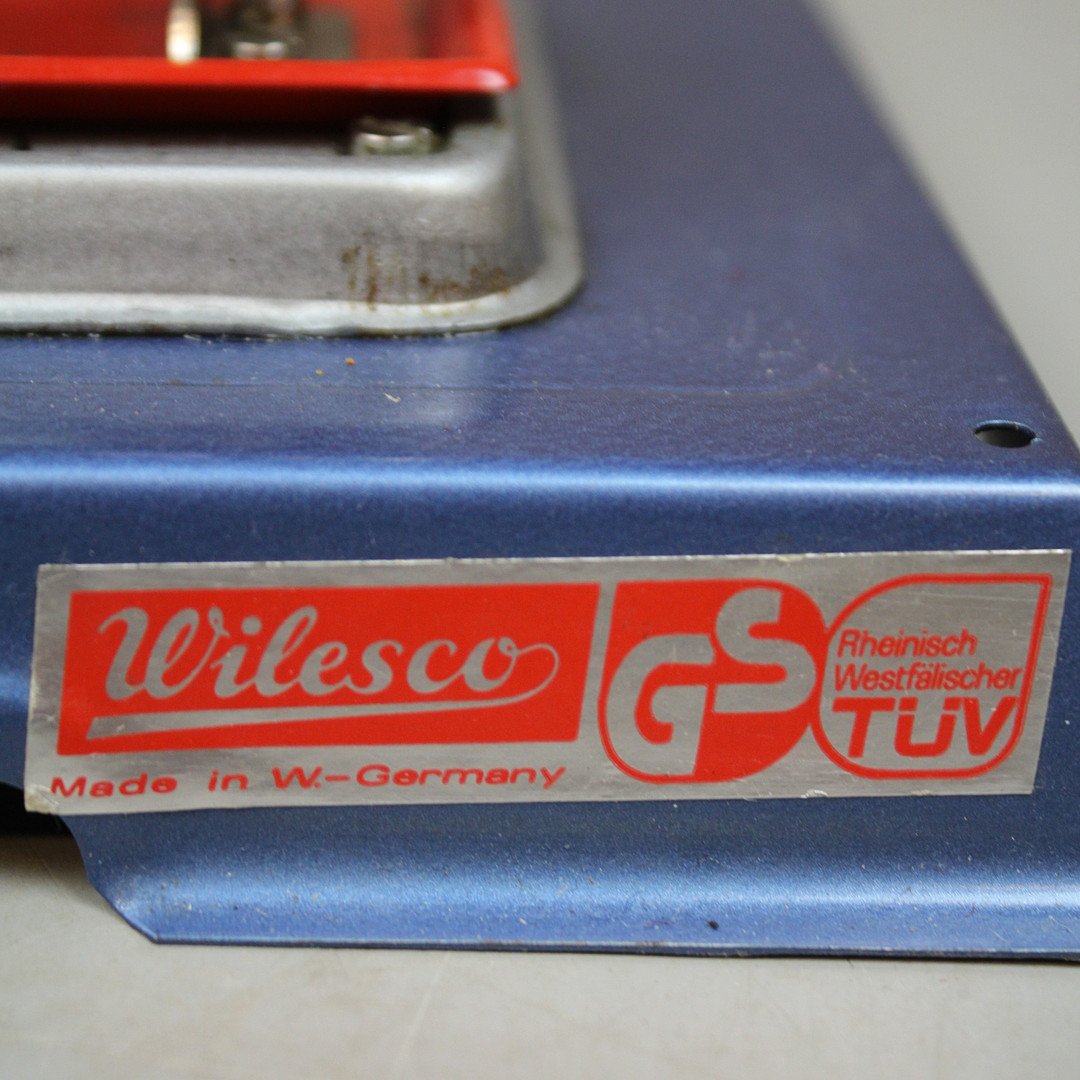 Wilesco
Made in W.-Germany
GS
Rheinisch
Westfälischer
TÜV